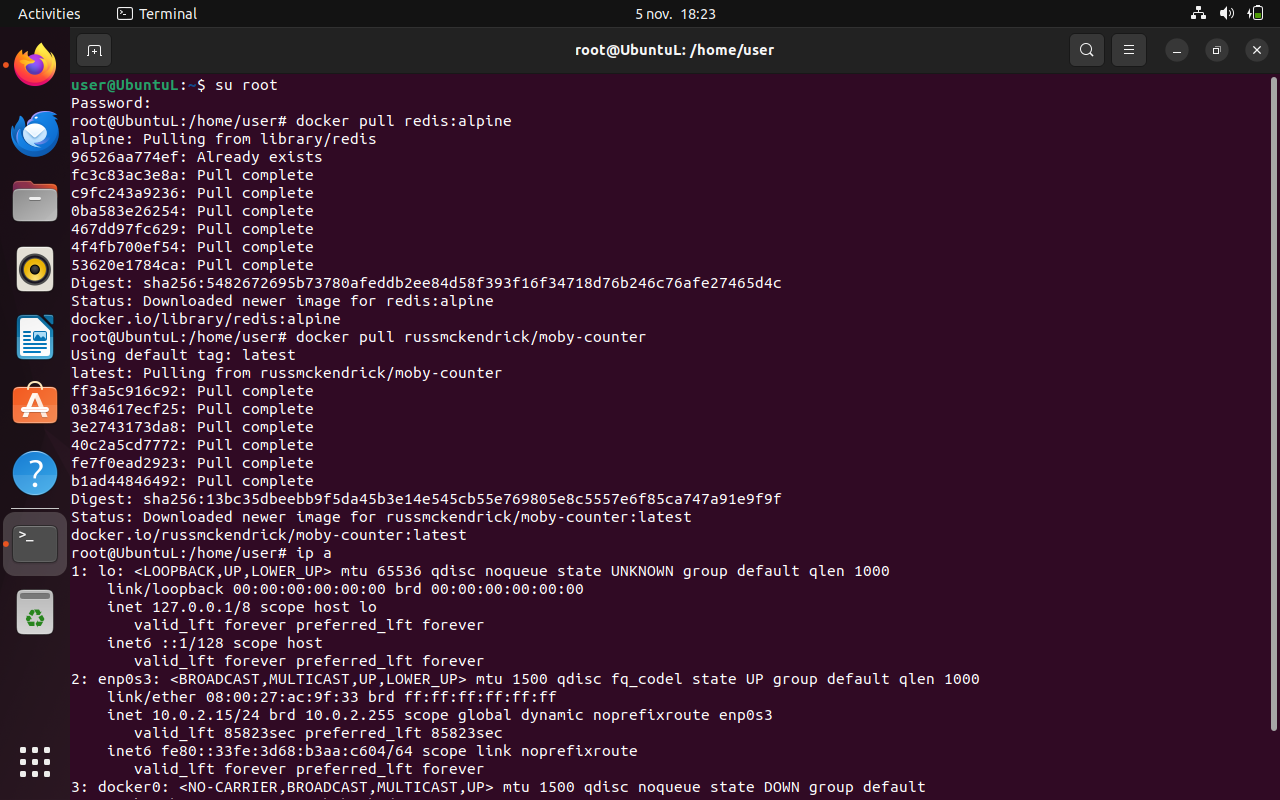 Activities
Terminal
5 nov. 18:23
root@UbuntuL: /home/user
user@UbuntuL:~$ su root
Password:
root@UbuntuL:/home/user# docker pull redis:alpine
alpine: Pulling from library/redis
96526aa774ef: Already exists
fc3c83ac3e8a: Pull complete
c9fc243a9236: Pull complete
0ba583e26254: Pull complete
467dd97fc629: Pull complete
4f4fb700ef54: Pull complete
53620e1784ca: Pull complete
Digest: sha256:5482672695b73780afeddb2ee84d58f393f16f34718d76b246c76afe27465d4c
Status: Downloaded newer image for redis:alpine
docker.io/library/redis:alpine
root@UbuntuL:/home/user# docker pull russmckendrick/moby-counter
Using default tag: latest
latest: Pulling from russmckendrick/moby-counter
ff3a5c916c92: Pull complete
0384617ecf25: Pull complete
3e2743173da8: Pull complete
40c2a5cd7772: Pull complete
fe7f0ead2923: Pull complete
b1ad44846492: Pull complete
Digest: sha256:13bc35dbeebb9f5da45b3e14e545cb55e769805e8c5557e6f85ca747a91e9f9f
Status: Downloaded newer image for russmckendrick/moby-counter:latest
docker.io/russmckendrick/moby-counter:latest
root@UbuntuL:/home/user# ip a
1: lo: <LOOPBACK,UP,LOWER_UP> mtu 65536 qdisc noqueue state UNKNOWN group default qlen 1000
    link/loopback 00:00:00:00:00:00 brd 00:00:00:00:00:00
    inet 127.0.0.1/8 scope host lo
       valid_lft forever preferred_lft forever
    inet6 ::1/128 scope host
       valid_lft forever preferred_lft forever
2: enp0s3: <BROADCAST,MULTICAST,UP,LOWER_UP> mtu 1500 qdisc fq_codel state UP group default qlen 1000
    link/ether 08:00:27:ac:9f:33 brd ff:ff:ff:ff:ff:ff
    inet 10.0.2.15/24 brd 10.0.2.255 scope global dynamic noprefixroute enp0s3
       valid_lft 85823sec preferred_lft 85823sec
    inet6 fe80::33fe:3d68:b3aa:c604/64 scope link noprefixroute
       valid_lft forever preferred_lft forever
3: docker0: <NO-CARRIER,BROADCAST,MULTICAST,UP> mtu 1500 qdisc noqueue state DOWN group default